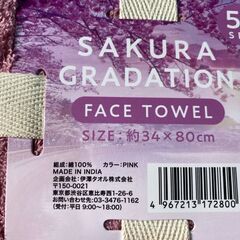 5
SAKURA
GRADATION
FACE TOWEL
SIZE:約34×80cm
組成:綿100% カラー:PINK
MADE IN INDIA
企画会社:伊澤タオル株式会社
〒150-0021
東京都渋谷区恵比寿西1-26-6
お問い合わせ:03-3476-1162
(受付:平日 9:00~18:00)
4 967213 172800